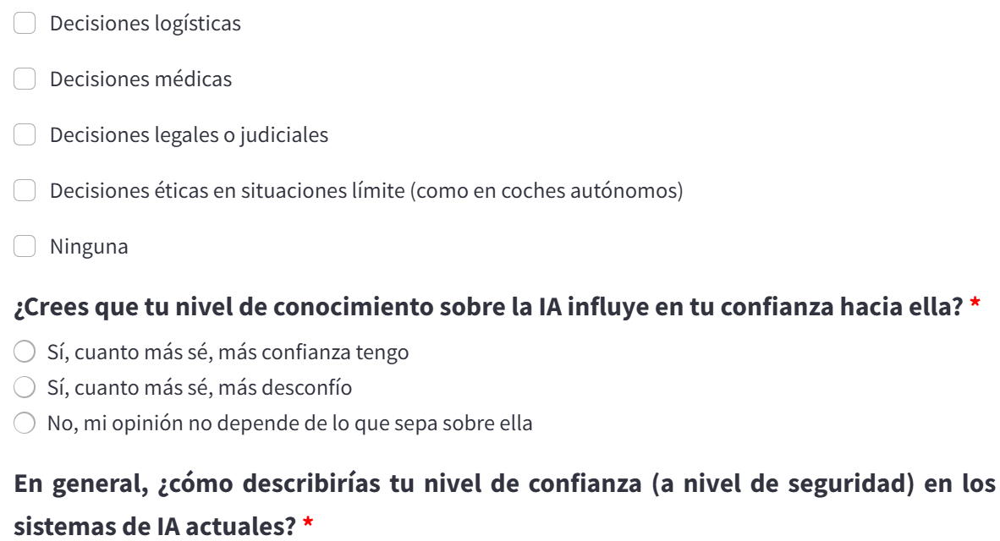 Decisiones logísticas
Decisiones médicas
Decisiones legales o judiciales
Decisiones éticas en situaciones límite (como en coches autónomos)
Ninguna
¿Crees que tu nivel de conocimiento sobre la IA influye en tu confianza hacia ella? *
Sí, cuanto más sé, más confianza tengo
Sí, cuanto más sé, más desconfío
No, mi opinión no depende de lo que sepa sobre ella
En general, ¿cómo describirías tu nivel de confianza (a nivel de seguridad) en los
sistemas de IA actuales? *